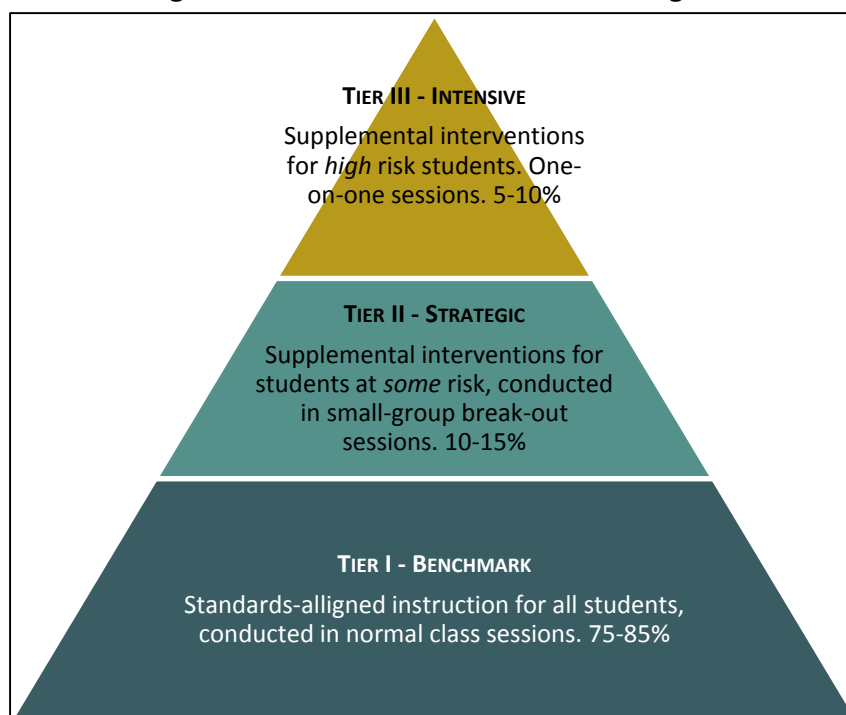 TIER III - INTENSIVE
Supplemental interventions
for high risk students. One-
on-one sessions. 5-10%
TIER II - STRATEGIC
Supplemental interventions for
students at some risk, conducted
in small-group break-out
sessions. 10-15%
TIER I - BENCHMARK
Standards-alligned instruction for all students,
conducted in normal class sessions. 75-85%